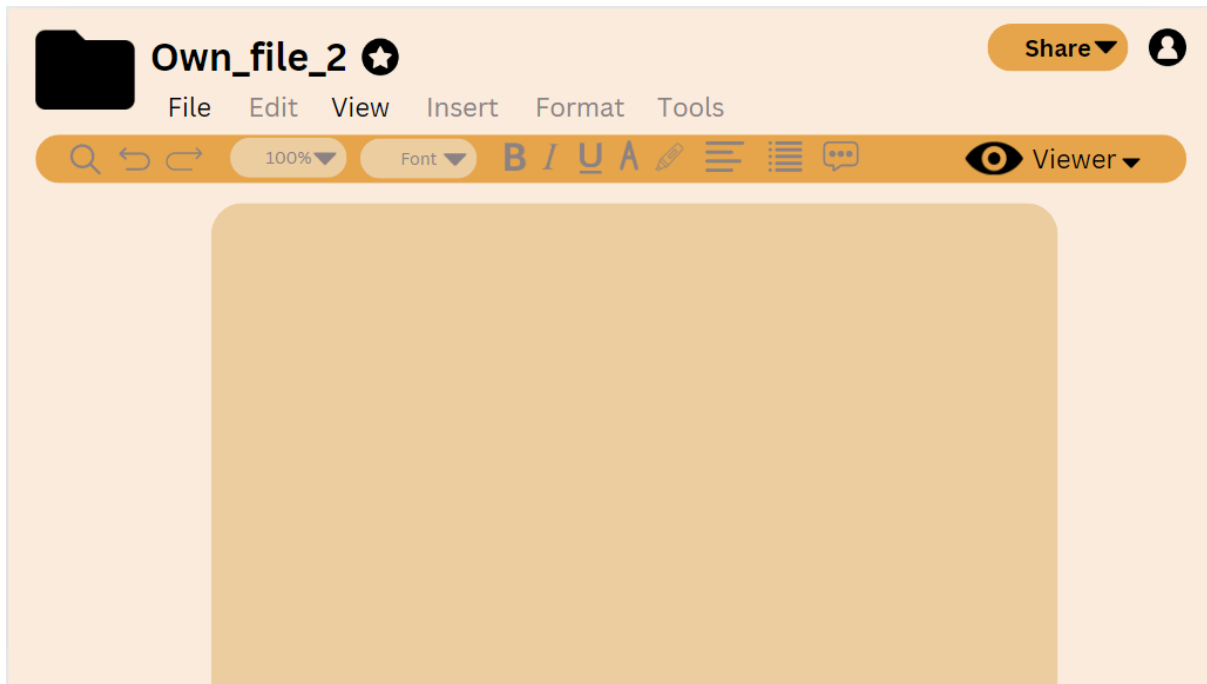 Own_file_2
Share
File Edit View Insert Format Tools
100% Font B I U A Viewer